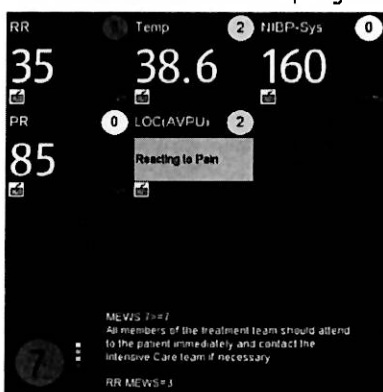 RR
Temp 2
NIBP-Sys 0
35
38.6
160
PR 0
LOC(AVPU) 2
85
Reacting to Pain
MEWS 7>=7
All members of the treatment team should attend
to the patient immediately and contact the
Intensive Care team if necessary
7
RR MEWS=3